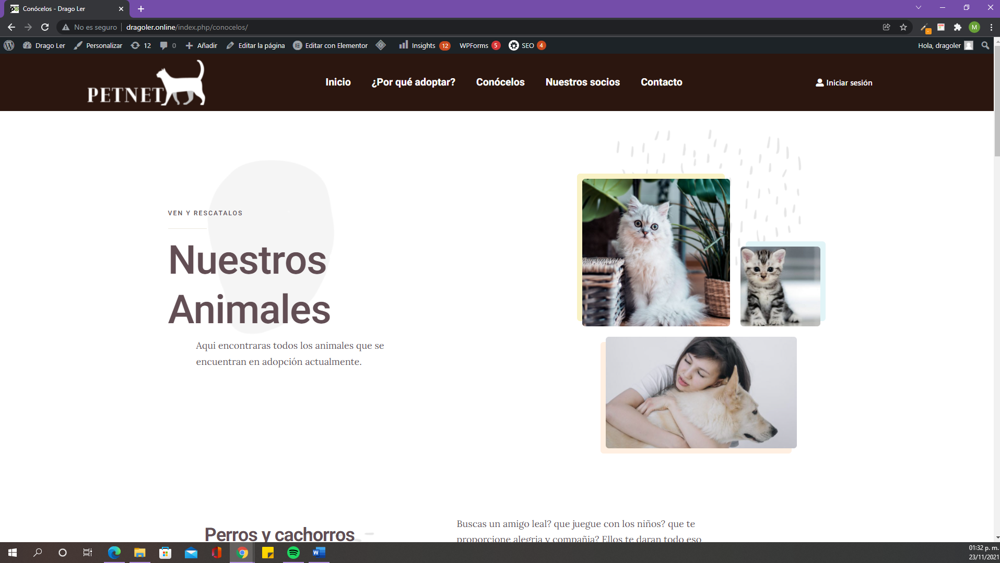 Conócelos - Drago Ler
No es seguro dragoler.online/index.php/conocelos/
M
Drago Ler Personalizar 12 0 Añadir Editar la página Editar con Elementor Insights 12 WPForms 5 SEO 4 Hola, dragoler
PETNET Inicio ¿Por qué adoptar? Conócelos Nuestros socios Contacto Iniciar sesión
VEN Y RESCATALOS
Nuestros
Animales
Aqui encontraras todos los animales que se
encuentran en adopción actualmente.
Perros y cachorros
Buscas un amigo leal? que juegue con los niños? que te
proporcione alegria y compañia? Ellos te daran todo eso
01:32 p. m.
23/11/2021